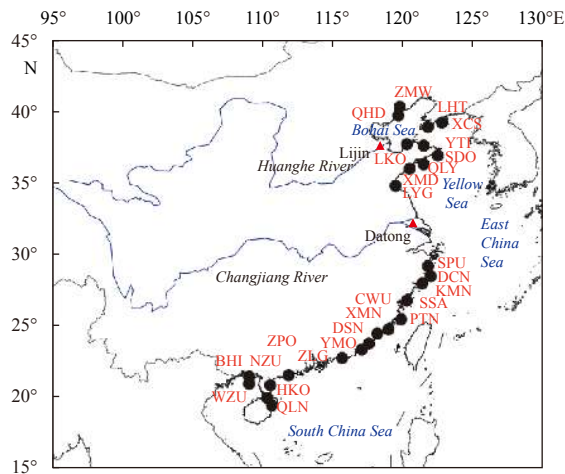 95° 100° 105° 110° 115° 120° 125° 130°E
45°
N
40°
35°
30°
25°
20°
15°
ZMW
QHD
LHT
XCS
Bohai Sea
Lijin
YTI
LKO
SDO
QLY
Huanghe River
XMD
LYG
Yellow
Sea
Datong
East
China
Sea
Changjiang River
SPU
DCN
KMN
CWU
SSA
XMN
PTN
DSN
ZPO
YMO
ZLG
BHI NZU
WZU
HKO
QLN
South China Sea